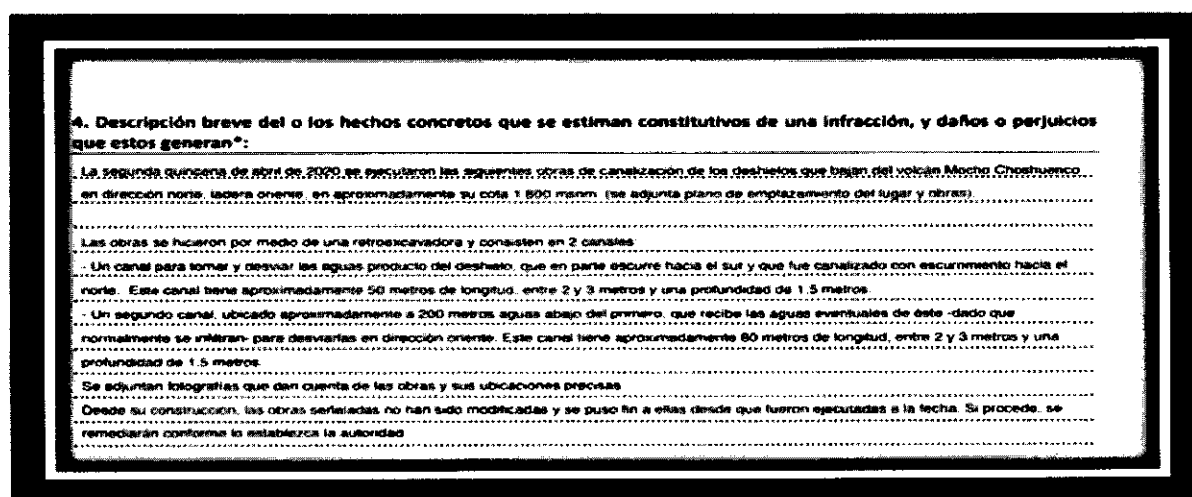 4. Descripción breve del o los hechos concretos que se estiman constitutivos de una infracción, y daños o perjuicios
que estos generan*:
La segunda quincena de abril de 2020 se ejecutaron las siguientes obras de canalización de los deshielos que bajan del volcán Mocho Choshuenco
en dirección norte, ladera oriente, en aproximadamente su cota 1.800 msnm. (se adjunta plano de emplazamiento del lugar y obras).
Las obras se hicieron por medio de una retroexcavadora y consisten en 2 canales:
- Un canal para tomar y desviar las aguas producto del deshielo, que en parte escurre hacia el sur y que fue canalizado con escurrimiento hacia el
norte. Este canal tiene aproximadamente 50 metros de longitud, entre 2 y 3 metros y una profundidad de 1.5 metros.
- Un segundo canal, ubicado aproximadamente a 200 metros aguas abajo del primero, que recibe las aguas eventuales de éste -dado que
normalmente se infiltran- para desviarlas en dirección oriente. Este canal tiene aproximadamente 80 metros de longitud, entre 2 y 3 metros y una
profundidad de 1.5 metros.
Se adjuntan fotografías que dan cuenta de las obras y sus ubicaciones precisas
Desde su construcción, las obras señaladas no han sido modificadas y se puso fin a ellas desde que fueron ejecutadas a la fecha. Si procede, se
remediarán conforme lo establezca la autoridad